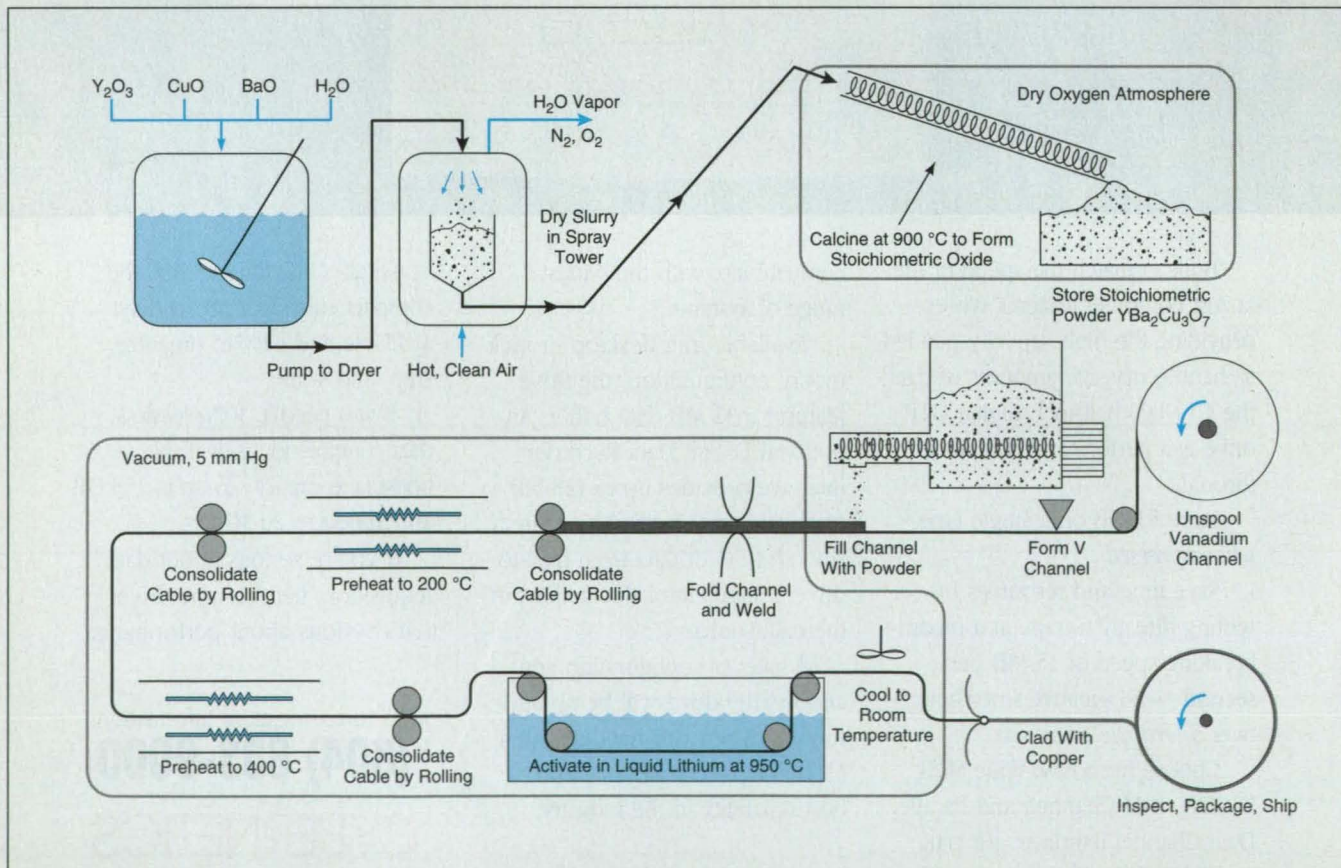 Y2O3
CuO
BaO
H2O
H2O Vapor
N2, O2
Dry Oxygen Atmosphere
Dry Slurry
in Spray
Tower
Calcine at 900 °C to Form
Stoichiometric Oxide
Store Stoichiometric
Powder YBa2Cu3O7
Pump to Dryer
Hot, Clean Air
Vacuum, 5 mm Hg
Consolidate
Cable by Rolling
Preheat to 200 °C
Consolidate
Cable by Rolling
Fold Channel
and Weld
Fill Channel
With Powder
Form V
Channel
Unspool
Vanadium
Channel
Preheat to 400 °C
Consolidate
Cable by Rolling
Activate in Liquid Lithium at 950 °C
Cool to
Room
Temperature
Clad With
Copper
Inspect, Package, Ship